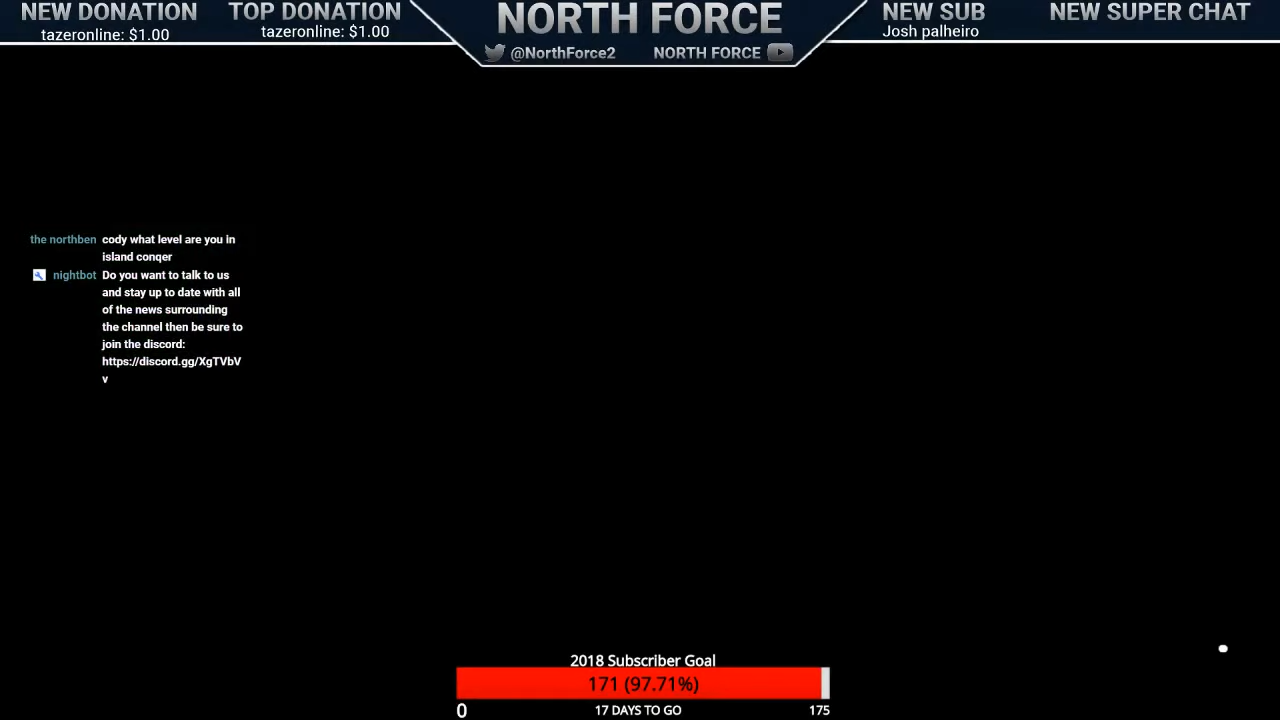 NEW DONATION
tazeronline: $1.00
TOP DONATION
tazeronline: $1.00
NORTH FORCE
@NorthForce2
NORTH FORCE
NEW SUB
Josh palheiro
NEW SUPER CHAT
the northben cody what level are you in
island conqer
nightbot Do you want to talk to us
and stay up to date with all
of the news surrounding
the channel then be sure to
join the discord:
https://discord.gg/XgTVbV
v
2018 Subscriber Goal
171 (97.71%)
0 17 DAYS TO GO 175